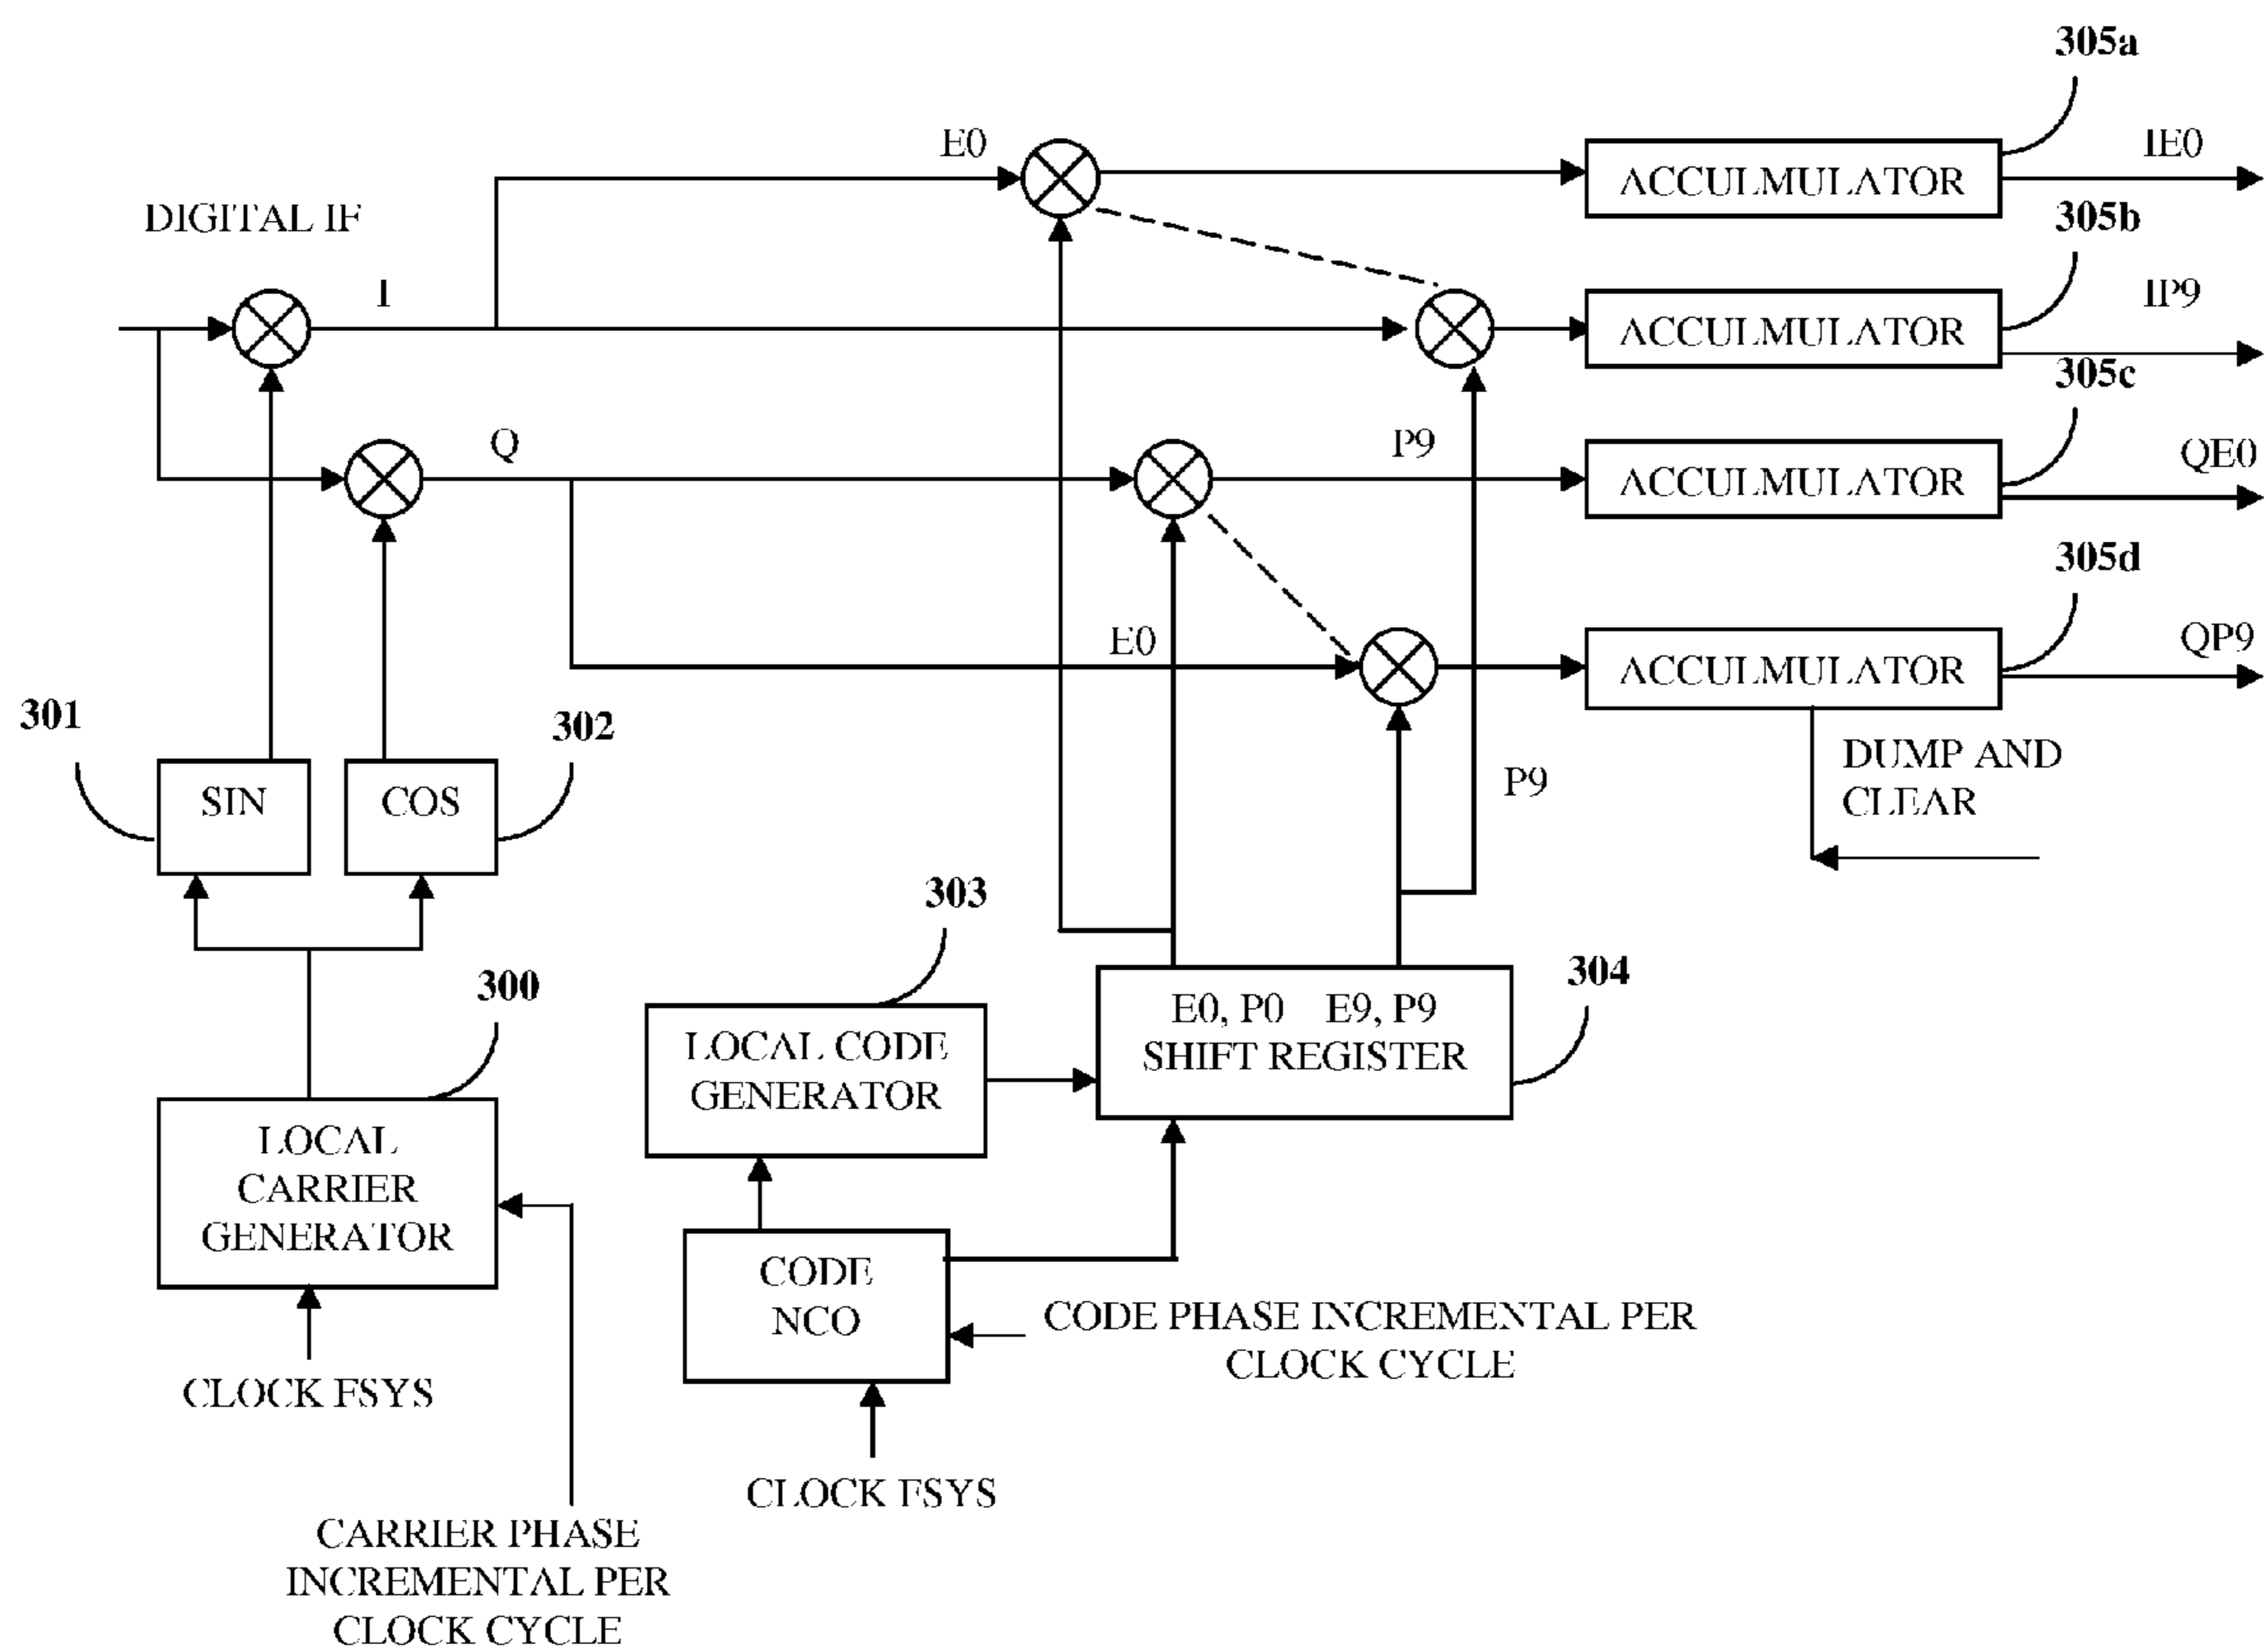 305a
E0
IE0
ACCULMULATOR
DIGITAL IF
305b
I
IP9
ACCULMULATOR
305c
Q
P9
QE0
ACCULMULATOR
305d
E0
QP9
ACCULMULATOR
301
302
DUMP AND
CLEAR
P9
SIN
COS
303
304
300
E0, P0 E9, P9
SHIFT REGISTER
LOCAL CODE
GENERATOR
LOCAL
CARRIER
GENERATOR
CODE
NCO
CODE PHASE INCREMENTAL PER
CLOCK CYCLE
CLOCK FSYS
CLOCK FSYS
CARRIER PHASE
INCREMENTAL PER
CLOCK CYCLE